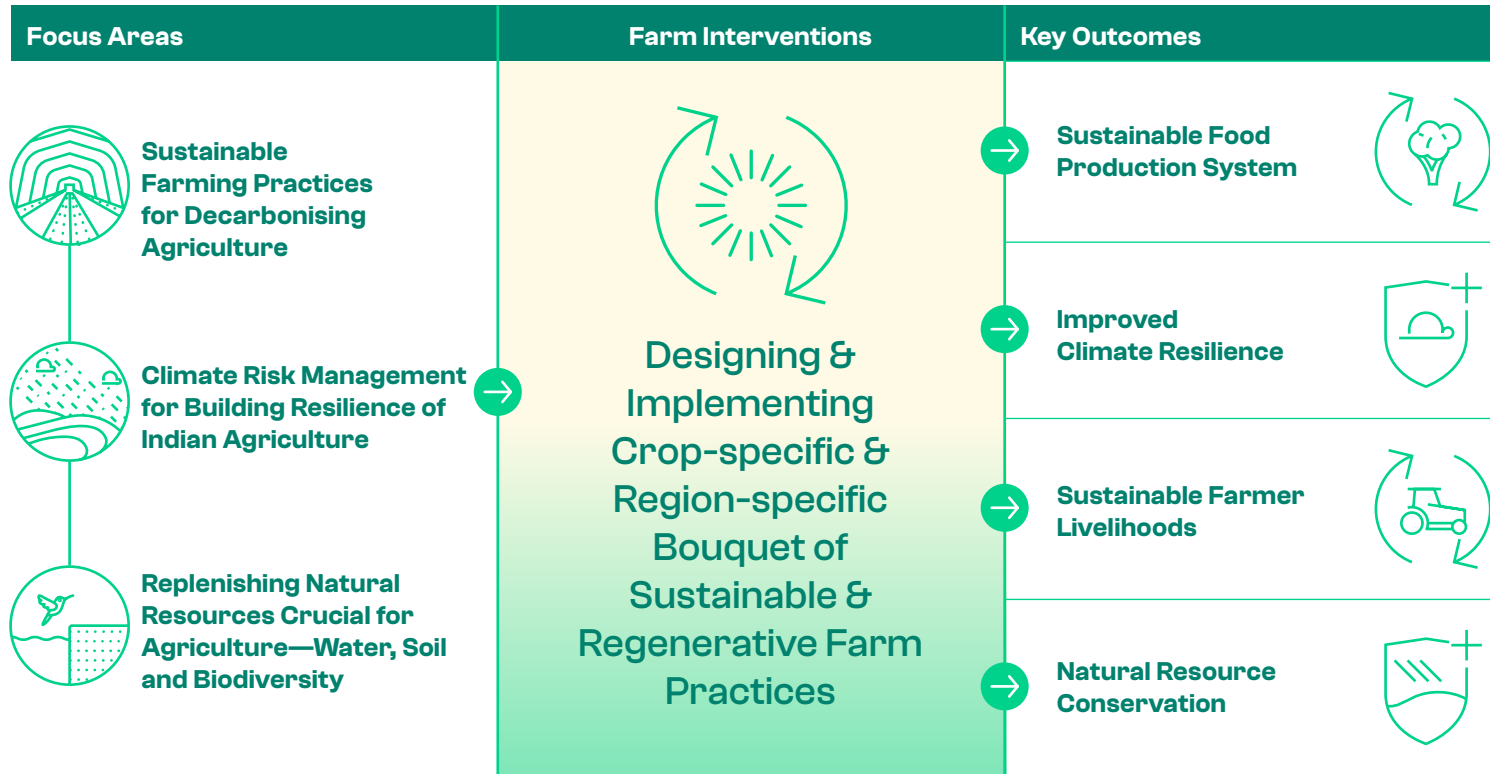 Focus Areas
Farm Interventions
Key Outcomes
Sustainable
Farming Practices
for Decarbonising
Agriculture
Climate Risk Management
for Building Resilience of
Indian Agriculture
Replenishing Natural
Resources Crucial for
Agriculture—Water, Soil
and Biodiversity
Designing &
Implementing
Crop-specific &
Region-specific
Bouquet of
Sustainable &
Regenerative Farm
Practices
Sustainable Food
Production System
Improved
Climate Resilience
Sustainable Farmer
Livelihoods
Natural Resource
Conservation